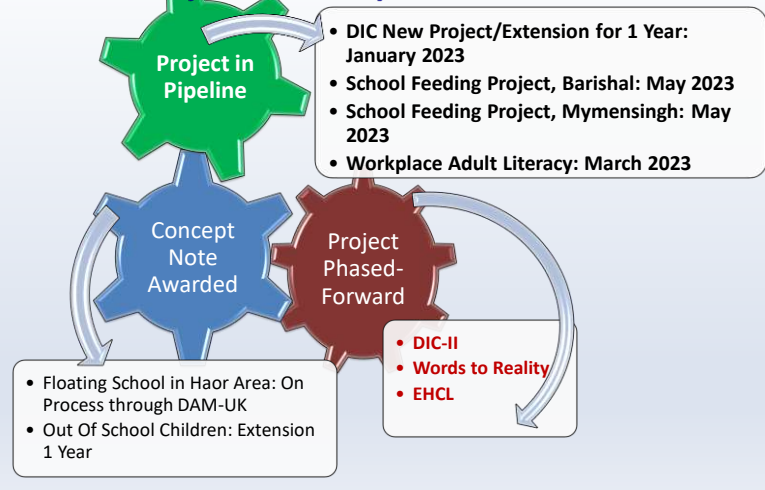 Project in
Pipeline
• DIC New Project/Extension for 1 Year:
January 2023
• School Feeding Project, Barishal: May 2023
• School Feeding Project, Mymensingh: May
2023
• Workplace Adult Literacy: March 2023
Concept
Note
Awarded
Project
Phased-
Forward
• DIC-II
• Words to Reality
• EHCL
• Floating School in Haor Area: On
Process through DAM-UK
• Out Of School Children: Extension
1 Year